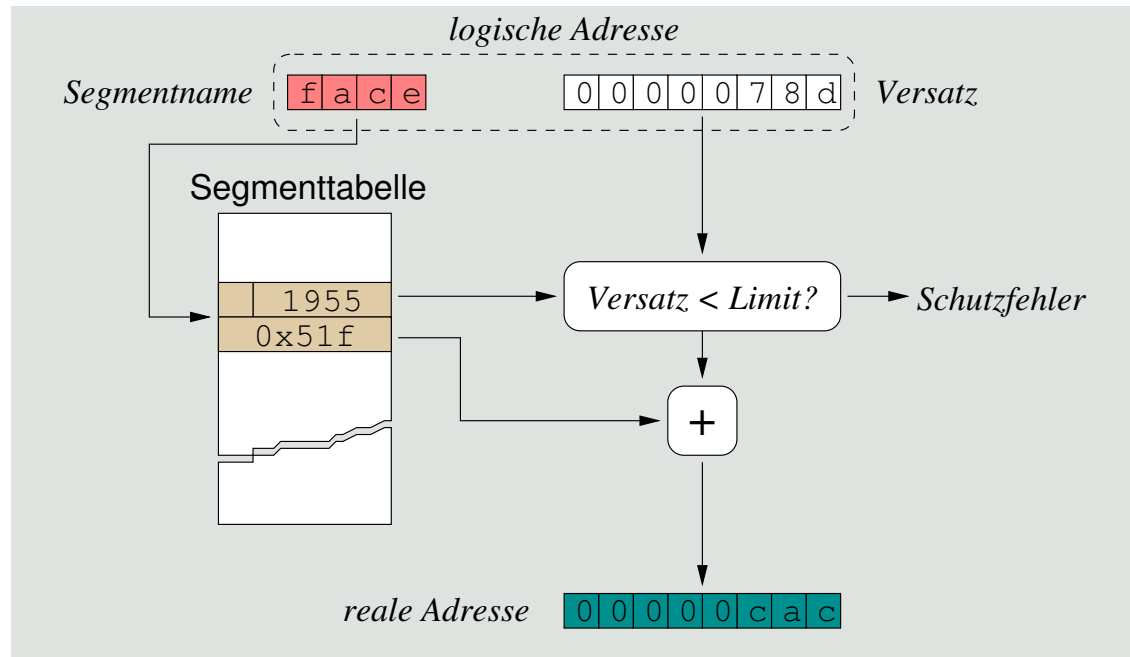 logische Adresse
Segmentname f a c e 0 0 0 0 0 7 8 d Versatz
Segmenttabelle
1955 Versatz < Limit? Schutzfehler
0x51f
+
reale Adresse 0 0 0 0 0 c a c